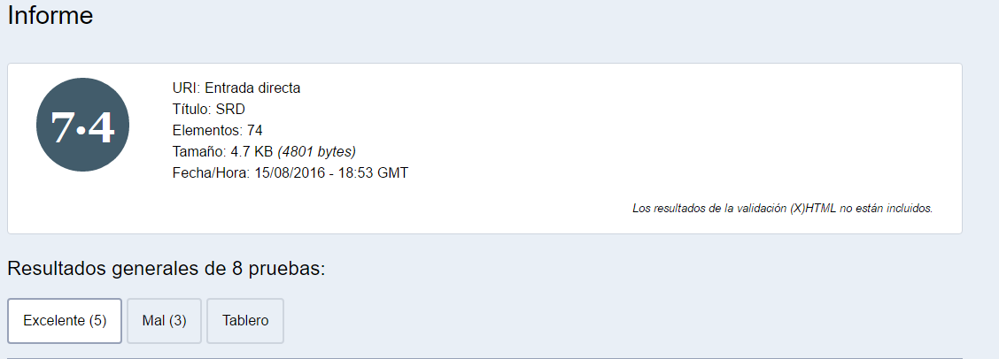 Informe
7.4
URI: Entrada directa
Título: SRD
Elementos: 74
Tamaño: 4.7 KB (4801 bytes)
Fecha/Hora: 15/08/2016 - 18:53 GMT
Los resultados de la validación (X)HTML no están incluidos.
Resultados generales de 8 pruebas:
Excelente (5) Mal (3) Tablero